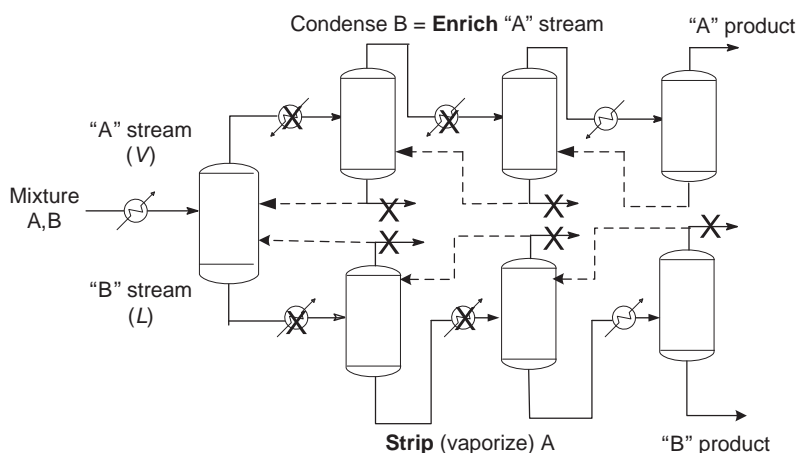 Condense B = Enrich “A” stream
“A” product
“A” stream
(V)
Mixture
A,B
“B” stream
(L)
Strip (vaporize) A
“B” product